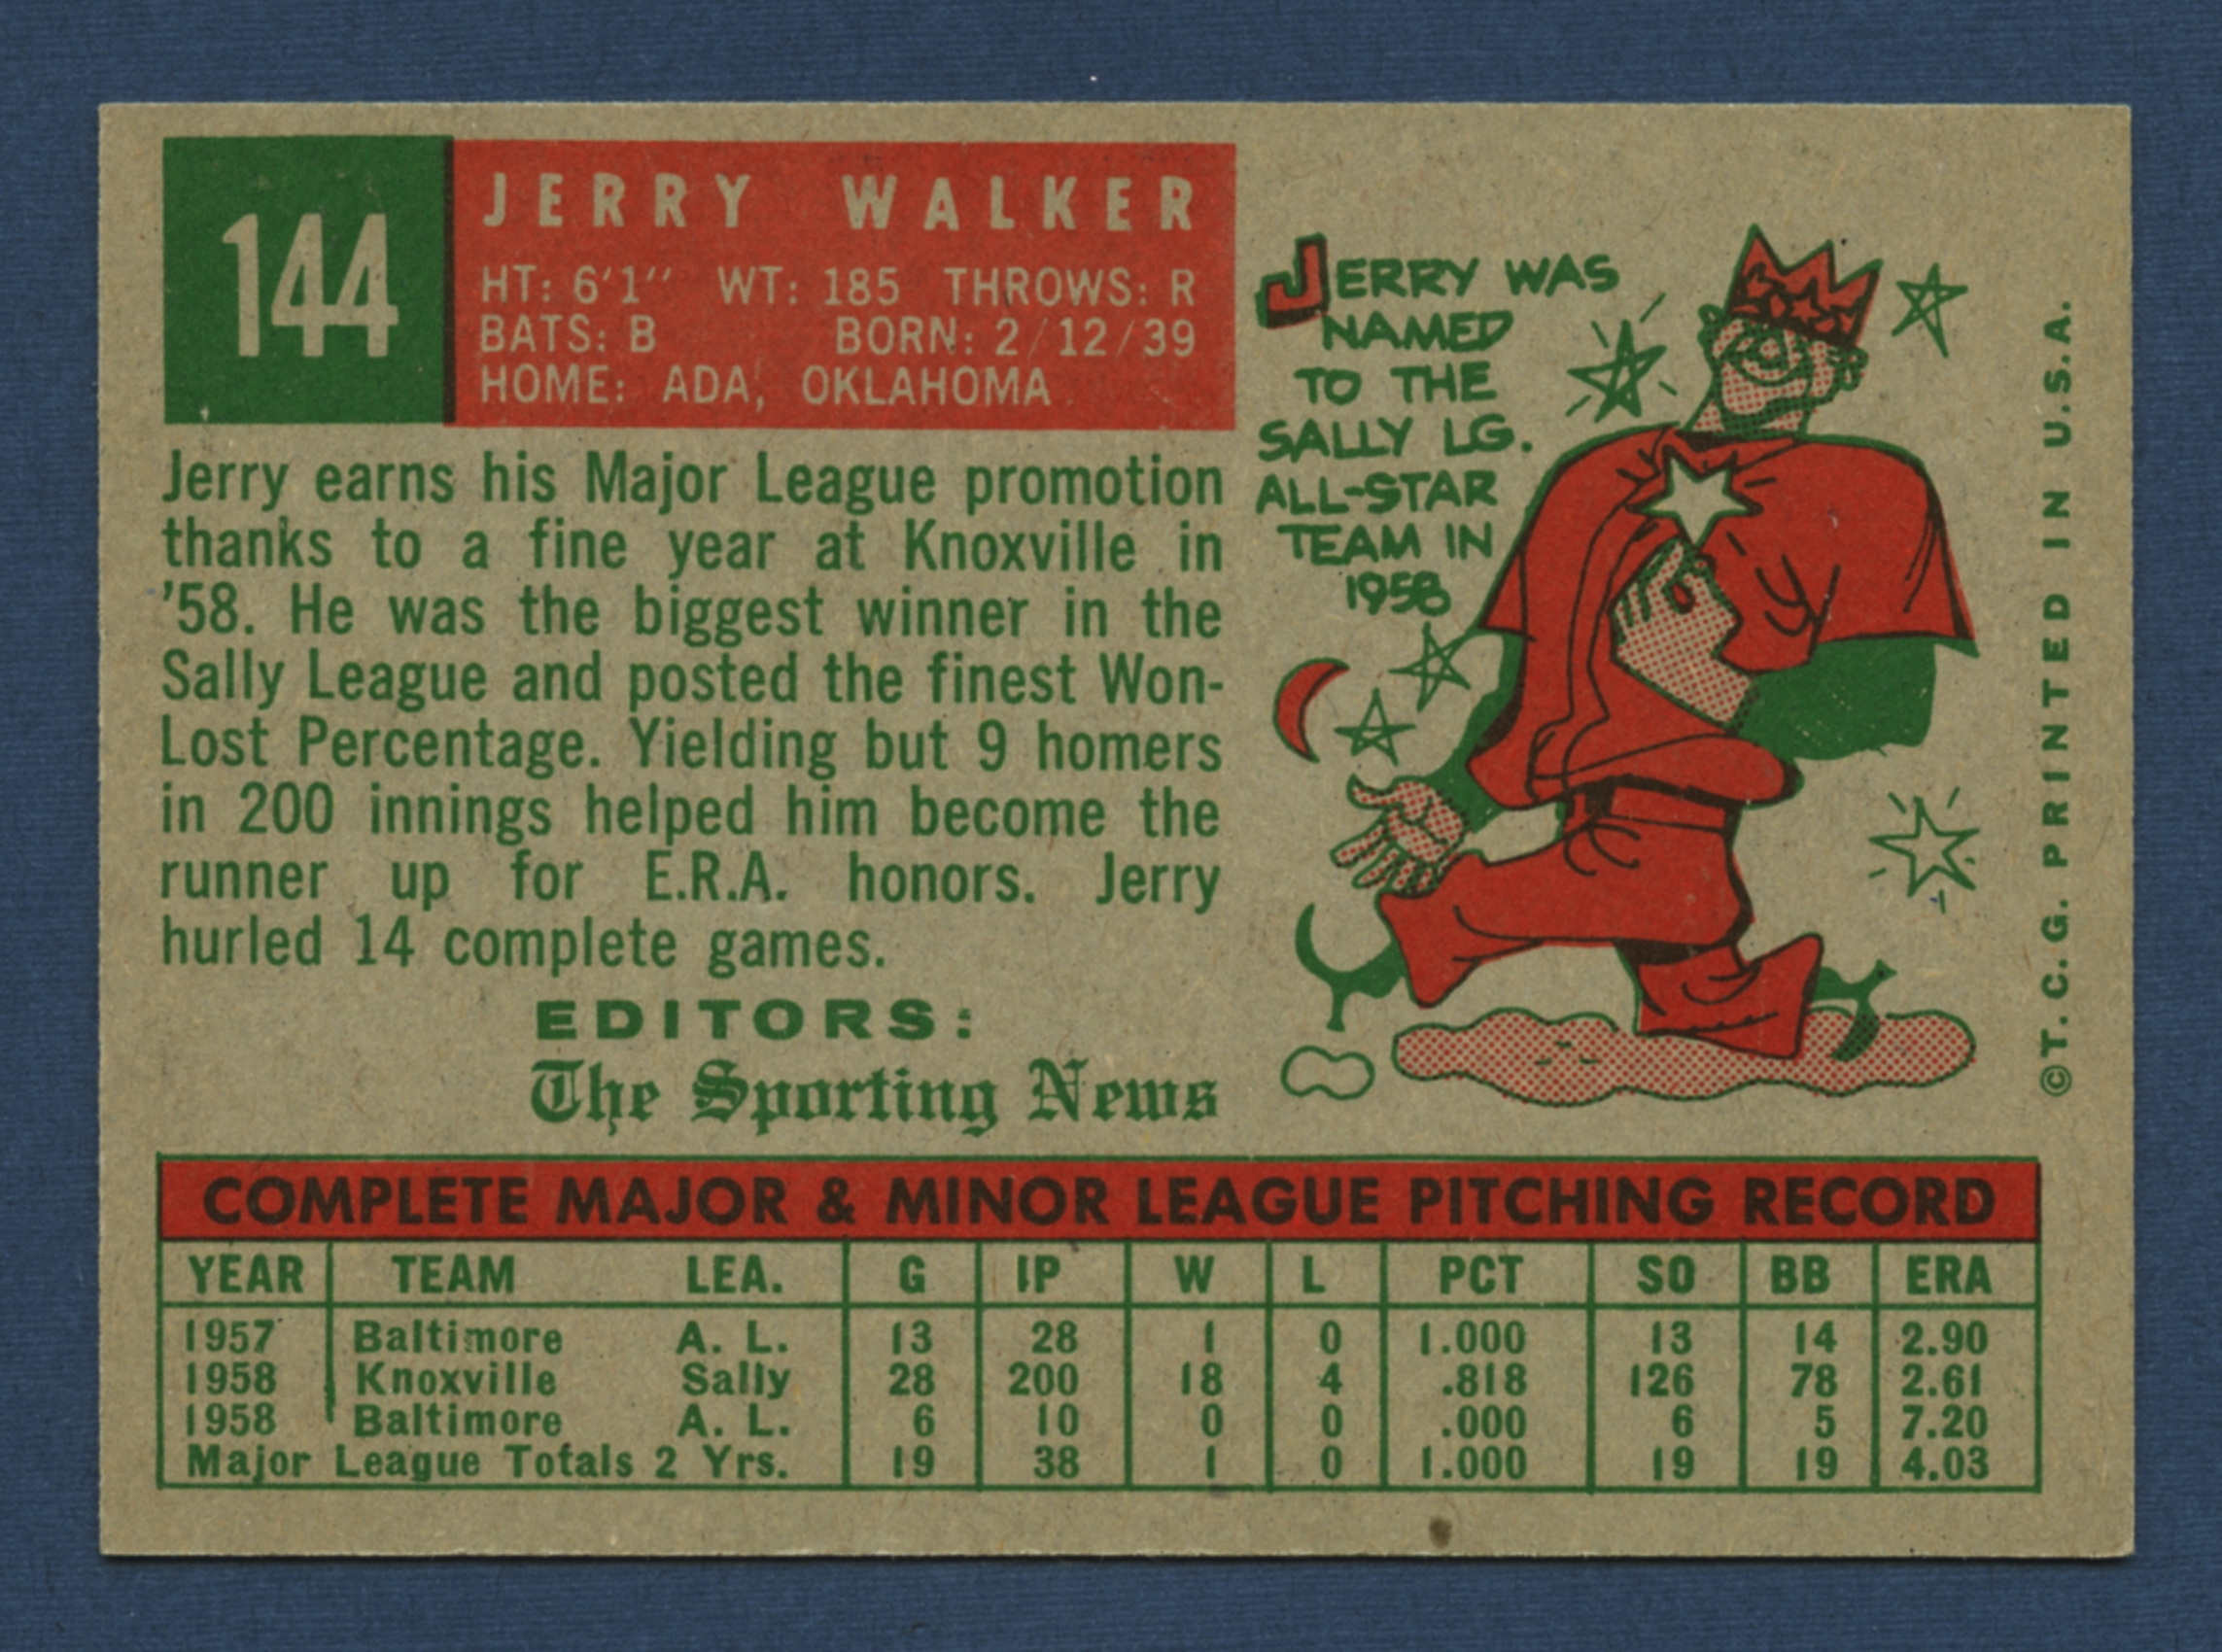 144
JERRY WALKER
HT: 6'1" WT: 185 THROWS: R
BATS: B BORN: 2/12/39
HOME: ADA, OKLAHOMA
Jerry earns his Major League promotion
thanks to a fine year at Knoxville in
'58. He was the biggest winner in the
Sally League and posted the finest Won-
Lost Percentage. Yielding but 9 homers
in 200 innings helped him become the
runner up for E.R.A. honors. Jerry
hurled 14 complete games.
EDITORS:
The Sporting News
JERRY WAS
NAMED
TO THE
SALLY LG.
ALL-STAR
TEAM IN
1958
©T. C. G. PRINTED IN U.S.A.
COMPLETE MAJOR & MINOR LEAGUE PITCHING RECORD
YEAR TEAM LEA. G IP W L PCT SO BB ERA
1957 Baltimore A. L. 13 28 1 0 1.000 13 14 2.90
1958 Knoxville Sally 28 200 18 4 .818 126 78 2.61
1958 Baltimore A. L. 6 10 0 0 .000 6 5 7.20
Major League Totals 2 Yrs. 19 38 1 0 1.000 19 19 4.03